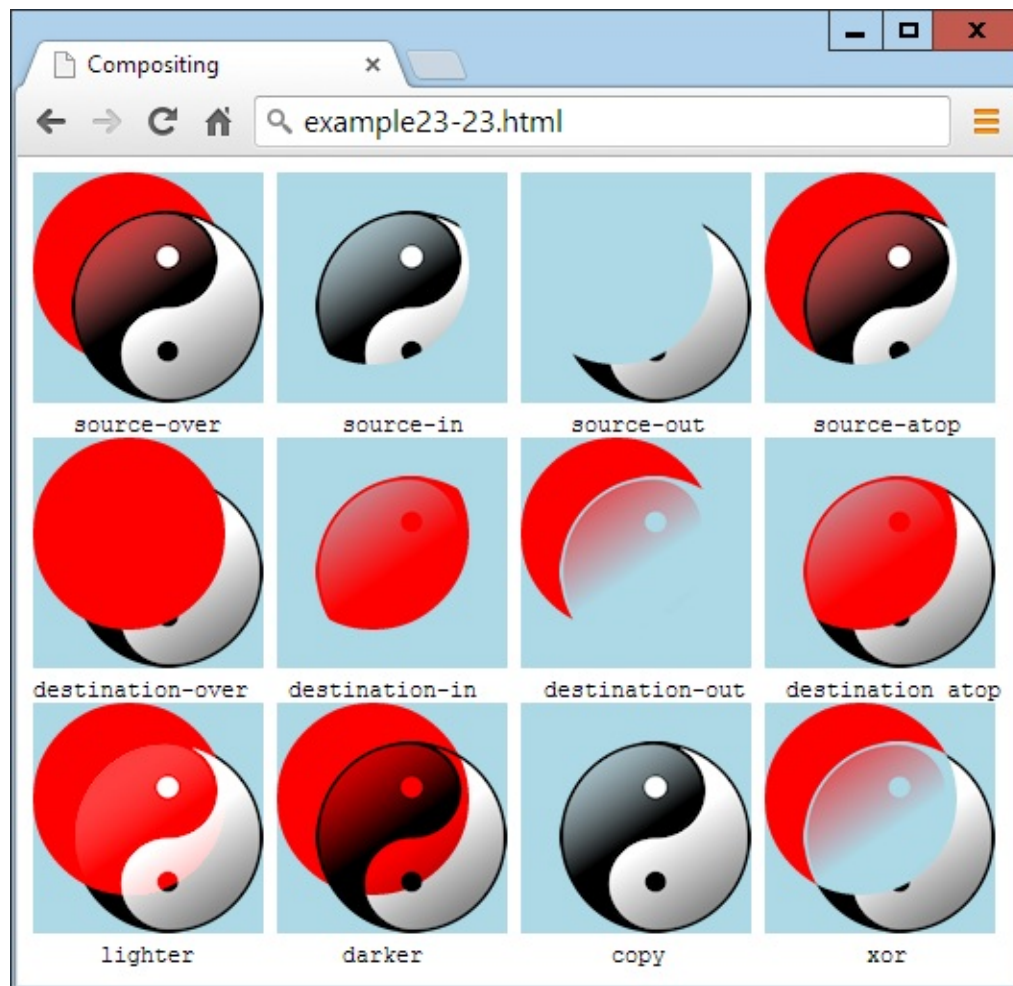 Compositing
example23-23.html
source-over source-in source-out source-atop
destination-over destination-in destination-out destination atop
lighter darker copy xor